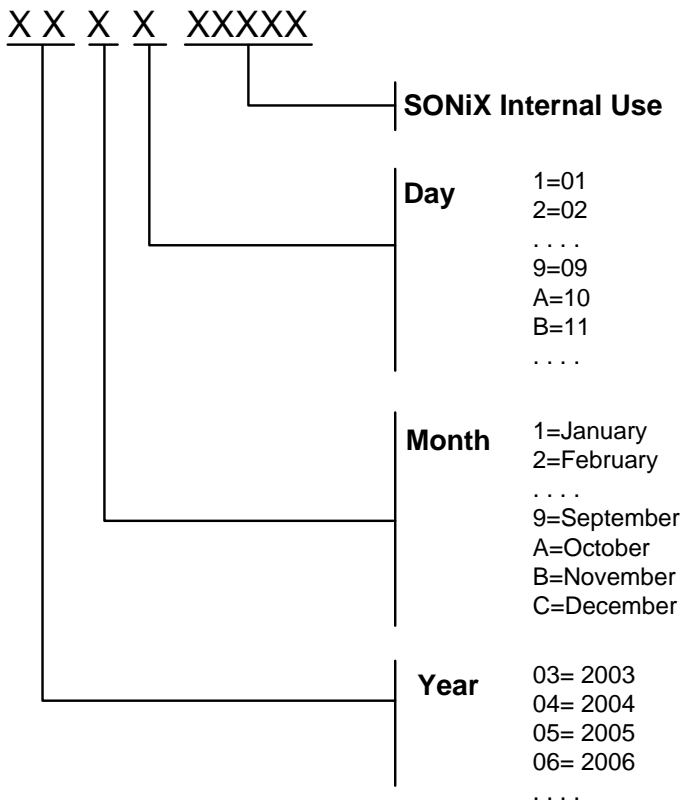 X X X X XXXXX
SONiX Internal Use
Day
1=01
2=02
. . . .
9=09
A=10
B=11
. . . .
Month
1=January
2=February
. . . .
9=September
A=October
B=November
C=December
Year
03= 2003
04= 2004
05= 2005
06= 2006
. . . .